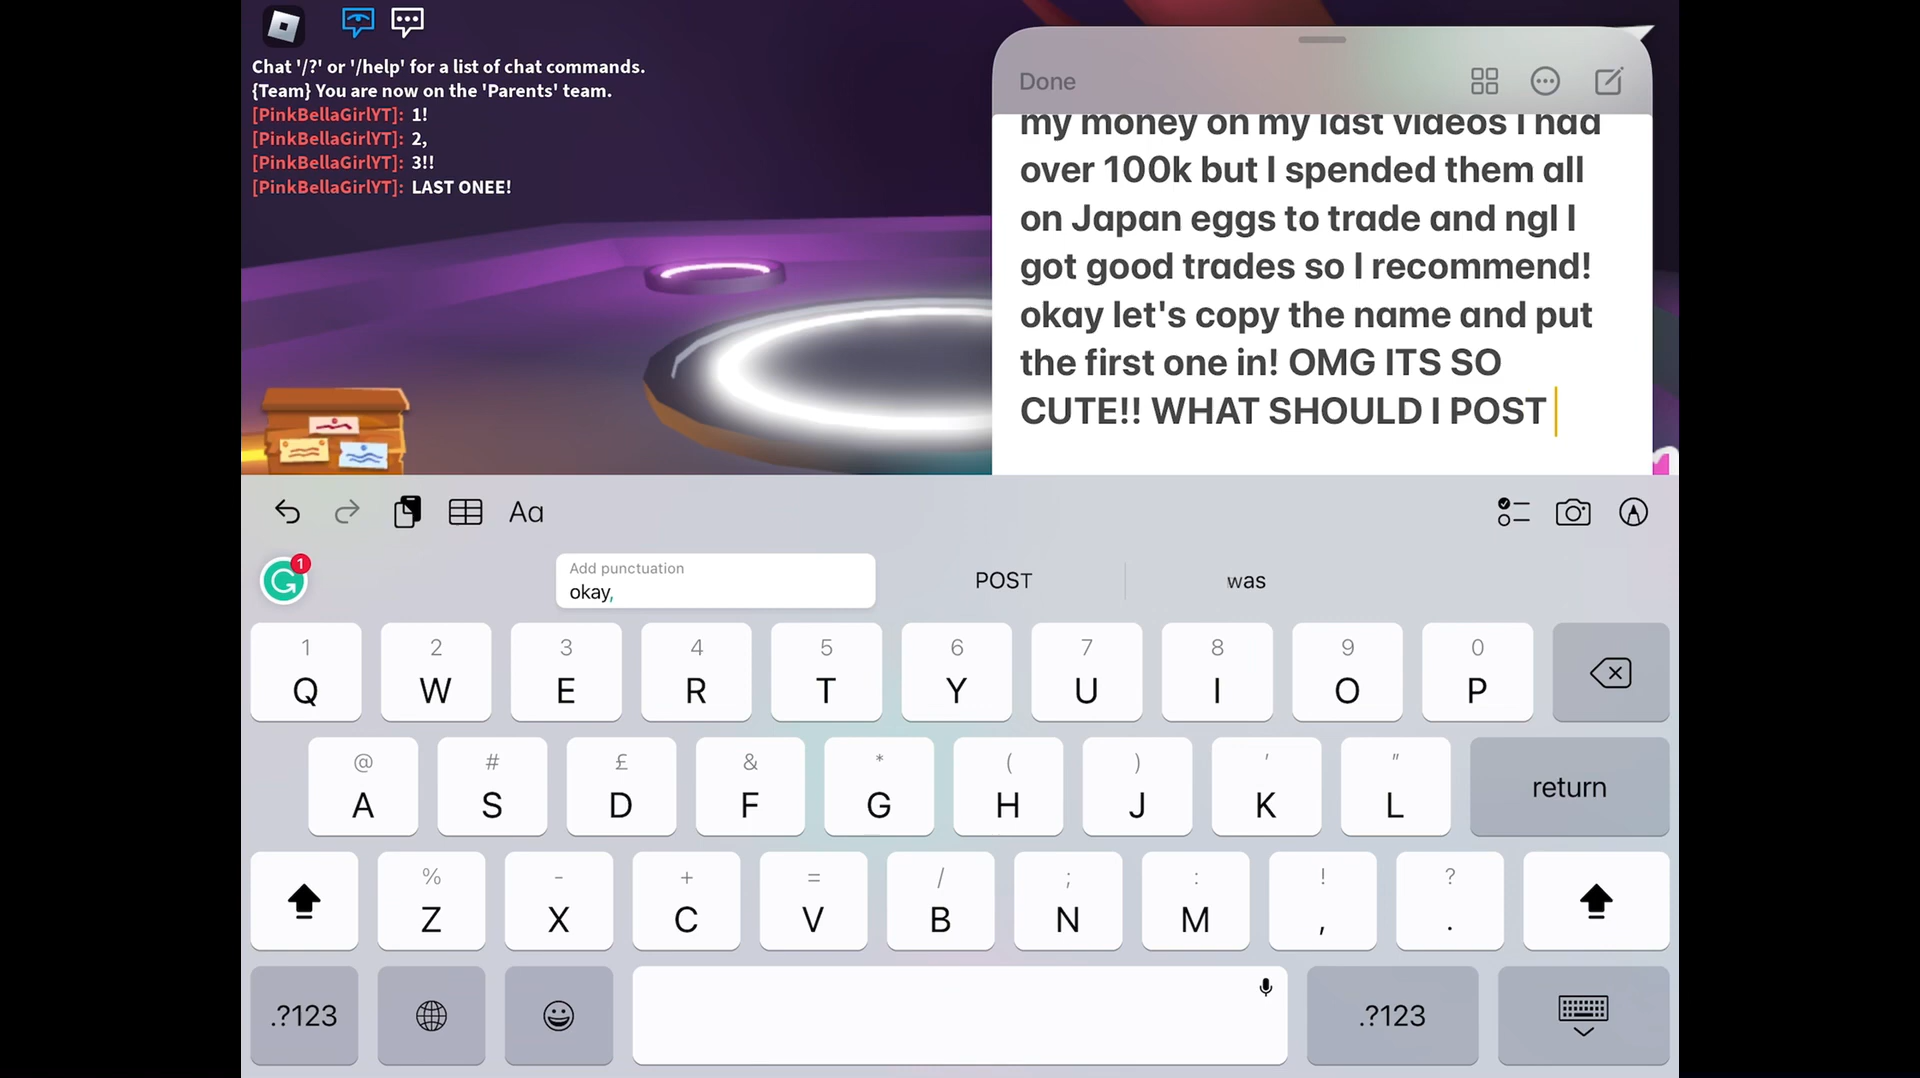 Chat '/?' or '/help' for a list of chat commands.
{Team} You are now on the 'Parents' team.
[PinkBellaGirlYT]: 1!
[PinkBellaGirlYT]: 2,
[PinkBellaGirlYT]: 3!!
[PinkBellaGirlYT]: LAST ONEE!
Done
my money on my last videos I had
over 100k but I spended them all
on Japan eggs to trade and ngl I
got good trades so I recommend!
okay let's copy the name and put
the first one in! OMG ITS SO
CUTE!! WHAT SHOULD I POST
Aa
1
Add punctuation
okay,
POST was
1 2 3 4 5 6 7 8 9 0
Q W E R T Y U I O P
@ # £ & * ( ) ' "
A S D F G H J K L return
% - + = / ; : ! ?
Z X C V B N M , .
.?123 .?123